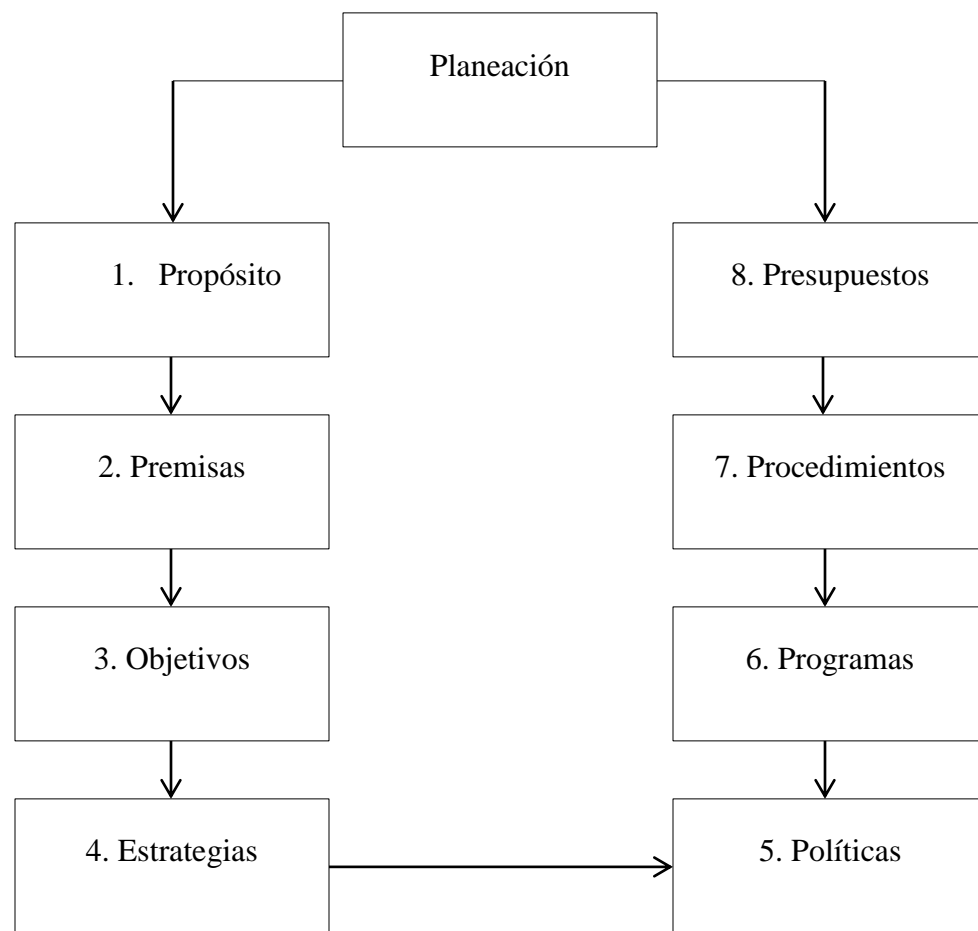 Planeación
1. Propósito
8. Presupuestos
2. Premisas
7. Procedimientos
3. Objetivos
6. Programas
4. Estrategias
5. Políticas